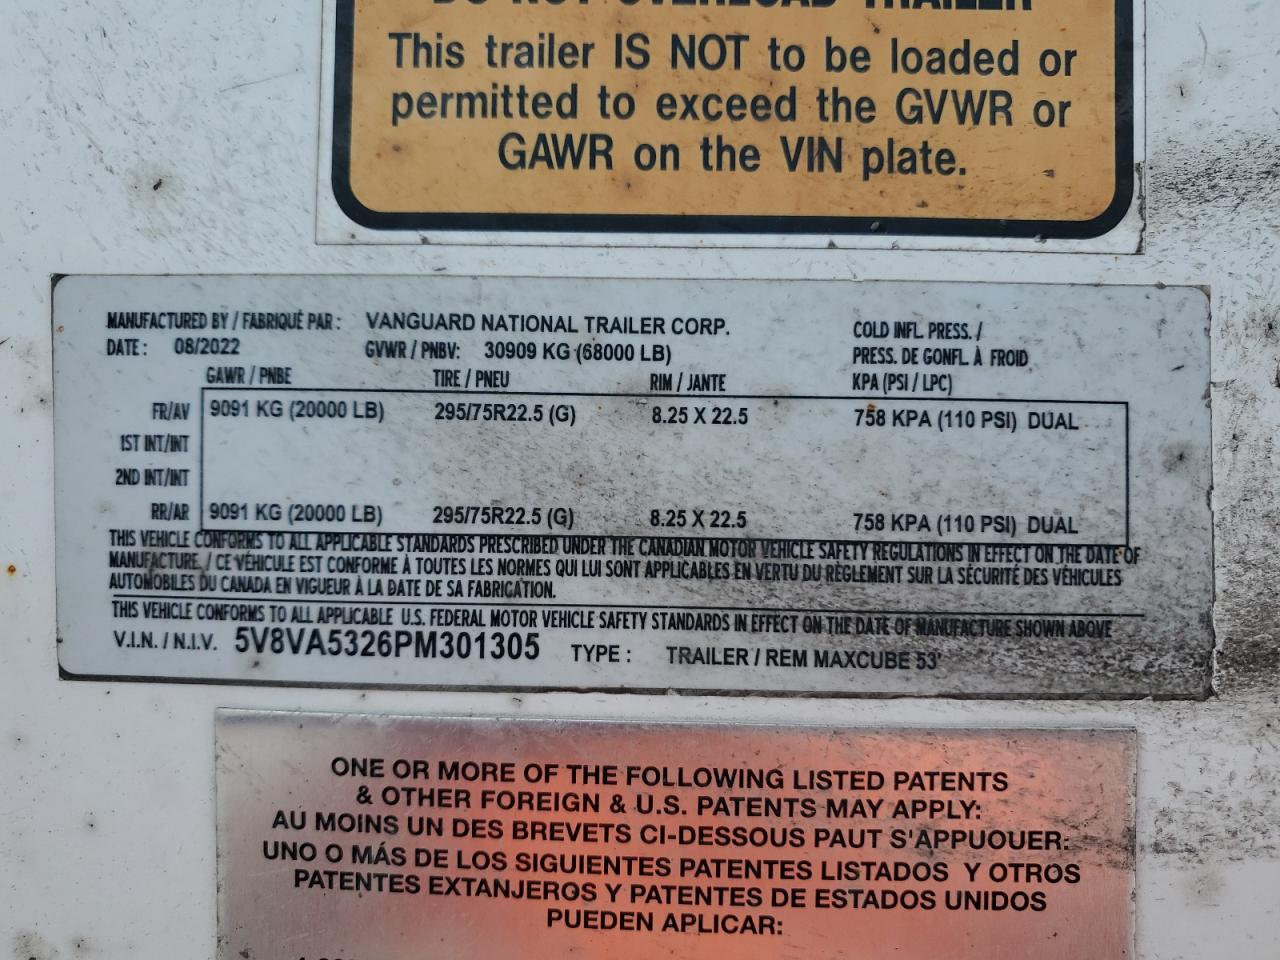 DO NOT OVERLOAD TRAILER
This trailer IS NOT to be loaded or
permitted to exceed the GVWR or
GAWR on the VIN plate.
MANUFACTURED BY / FABRIQUÉ PAR : VANGUARD NATIONAL TRAILER CORP. COLD INFL. PRESS. /
DATE : 08/2022 GVWR / PNBV: 30909 KG (68000 LB) PRESS. DE GONFL. À FROID
GAWR / PNBE TIRE / PNEU RIM / JANTE KPA (PSI / LPC)
FR/AV 9091 KG (20000 LB) 295/75R22.5 (G) 8.25 X 22.5 758 KPA (110 PSI) DUAL
1ST INT/INT
2ND INT/INT
RR/AR 9091 KG (20000 LB) 295/75R22.5 (G) 8.25 X 22.5 758 KPA (110 PSI) DUAL
THIS VEHICLE CONFORMS TO ALL APPLICABLE STANDARDS PRESCRIBED UNDER THE CANADIAN MOTOR VEHICLE SAFETY REGULATIONS IN EFFECT ON THE DATE OF
MANUFACTURE. / CE VÉHICULE EST CONFORME À TOUTES LES NORMES QUI LUI SONT APPLICABLES EN VERTU DU RÈGLEMENT SUR LA SÉCURITÉ DES VÉHICULES
AUTOMOBILES DU CANADA EN VIGUEUR À LA DATE DE SA FABRICATION.
THIS VEHICLE CONFORMS TO ALL APPLICABLE U.S. FEDERAL MOTOR VEHICLE SAFETY STANDARDS IN EFFECT ON THE DATE OF MANUFACTURE SHOWN ABOVE
V.I.N. / N.I.V. 5V8VA5326PM301305 TYPE : TRAILER / REM MAXCUBE 53'
ONE OR MORE OF THE FOLLOWING LISTED PATENTS
& OTHER FOREIGN & U.S. PATENTS MAY APPLY:
AU MOINS UN DES BREVETS CI-DESSOUS PAUT S'APPUOUER:
UNO O MÁS DE LOS SIGUIENTES PATENTES LISTADOS Y OTROS
PATENTES EXTANJEROS Y PATENTES DE ESTADOS UNIDOS
PUEDEN APLICAR: